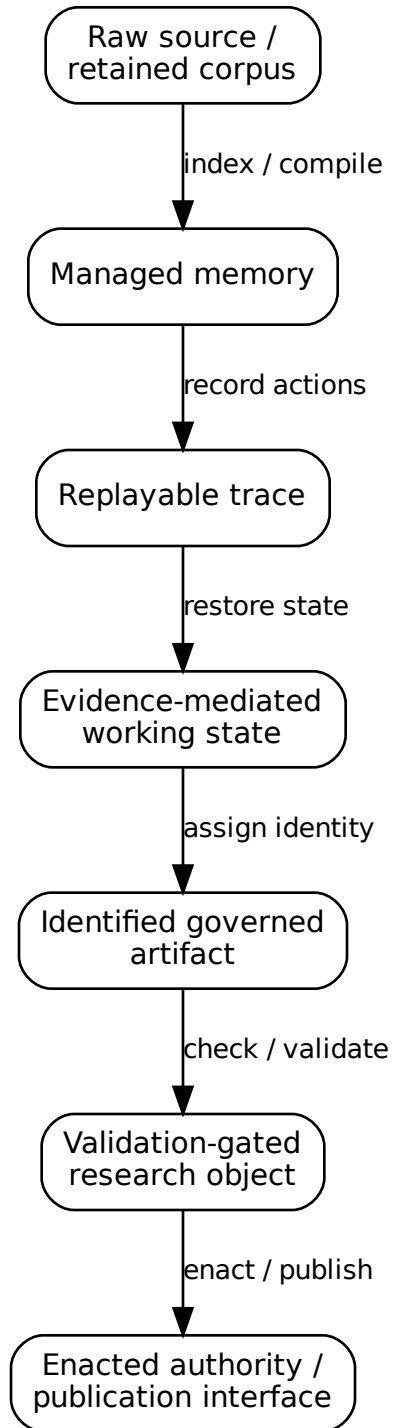 Raw source /
retained corpus
index / compile
Managed memory
record actions
Replayable trace
restore state
Evidence-mediated
working state
assign identity
Identified governed
artifact
check / validate
Validation-gated
research object
enact / publish
Enacted authority /
publication interface